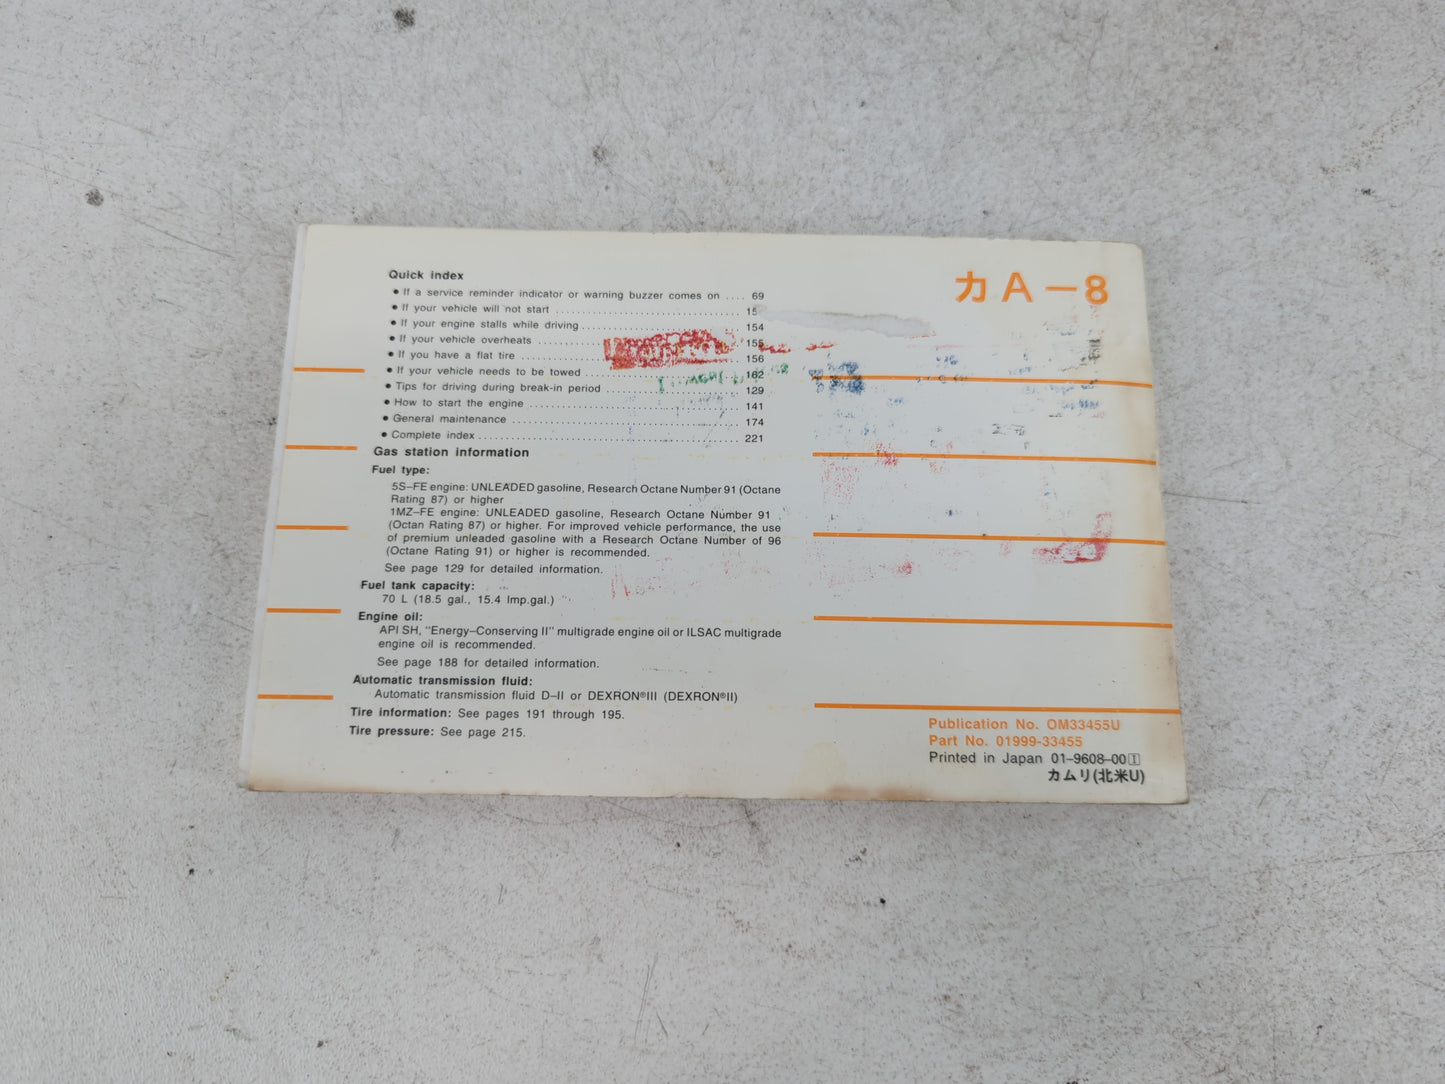 Quick index
• If a service reminder indicator or warning buzzer comes on .... 69
• If your vehicle will not start
• If your engine stalls while driving 154
• If your vehicle overheats 155
• If you have a flat tire 156
• If your vehicle needs to be towed 162
• Tips for driving during break-in period 129
• How to start the engine 141
• General maintenance 174
• Complete index 221
Gas station information
Fuel type:
5S–FE engine: UNLEADED gasoline, Research Octane Number 91 (Octane
Rating 87) or higher
1MZ–FE engine: UNLEADED gasoline, Research Octane Number 91
(Octan Rating 87) or higher. For improved vehicle performance, the use
of premium unleaded gasoline with a Research Octane Number of 96
(Octane Rating 91) or higher is recommended.
See page 129 for detailed information.
Fuel tank capacity:
70 L (18.5 gal., 15.4 Imp.gal.)
Engine oil:
API SH, "Energy–Conserving II" multigrade engine oil or ILSAC multigrade
engine oil is recommended.
See page 188 for detailed information.
Automatic transmission fluid:
Automatic transmission fluid D–II or DEXRON®III (DEXRON®II)
Tire information: See pages 191 through 195.
Tire pressure: See page 215.
カA－8
Publication No. OM33455U
Part No. 01999-33455
Printed in Japan 01–9608–00 1
カムリ(北米U)